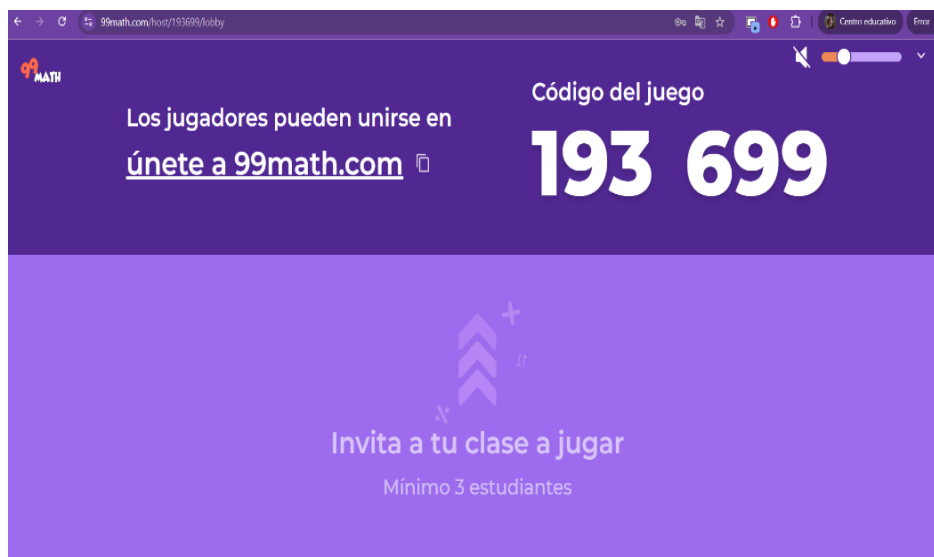 99math.com/host/193699/lobby
Centro educativo
Error
99 MATH
Los jugadores pueden unirse en
únete a 99math.com
Código del juego
193 699
Invita a tu clase a jugar
Mínimo 3 estudiantes